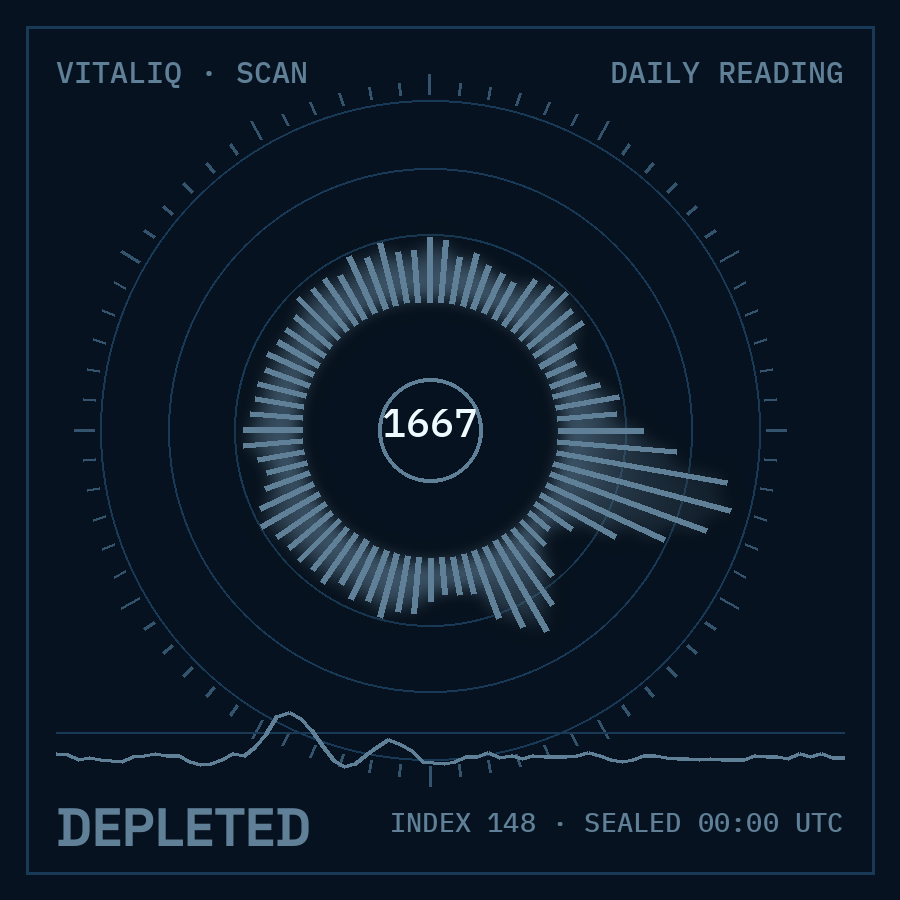 VITALIQ · SCAN
DAILY READING
1667
DEPLETED
INDEX 148 · SEALED 00:00 UTC